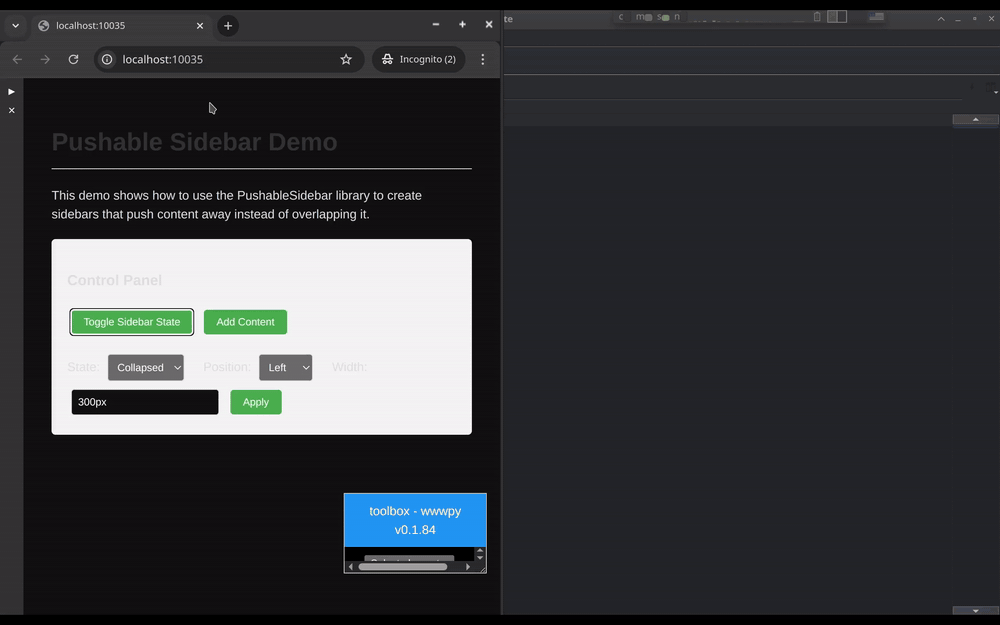 localhost:10035
te
localhost:10035
Incognito (2)
Pushable Sidebar Demo
This demo shows how to use the PushableSidebar library to create
sidebars that push content away instead of overlapping it.
Control Panel
Toggle Sidebar State
Add Content
State: Collapsed Position: Left Width:
300px
Apply
toolbox - wwwpy
v0.1.84